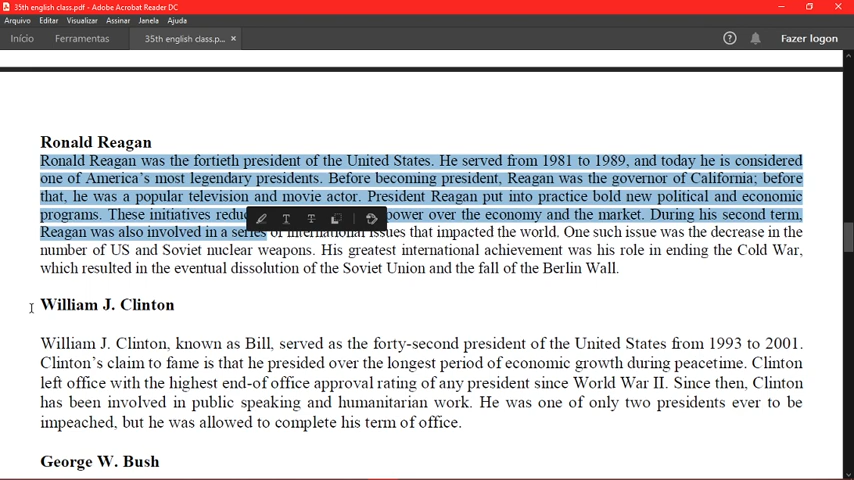 35th english class.pdf - Adobe Acrobat Reader DC
Arquivo Editar Visualizar Assinar Janela Ajuda
Início Ferramentas 35th english class.p... × Fazer logon
Ronald Reagan
Ronald Reagan was the fortieth president of the United States. He served from 1981 to 1989, and today he is considered
one of America's most legendary presidents. Before becoming president, Reagan was the governor of California; before
that, he was a popular television and movie actor. President Reagan put into practice bold new political and economic
programs. These initiatives power over the economy and the market. During his second term,
Reagan was also involved in a series of international issues that impacted the world. One such issue was the decrease in the
number of US and Soviet nuclear weapons. His greatest international achievement was his role in ending the Cold War,
which resulted in the eventual dissolution of the Soviet Union and the fall of the Berlin Wall.
William J. Clinton
William J. Clinton, known as Bill, served as the forty-second president of the United States from 1993 to 2001.
Clinton's claim to fame is that he presided over the longest period of economic growth during peacetime. Clinton
left office with the highest end-of office approval rating of any president since World War II. Since then, Clinton
has been involved in public speaking and humanitarian work. He was one of only two presidents ever to be
impeached, but he was allowed to complete his term of office.
George W. Bush